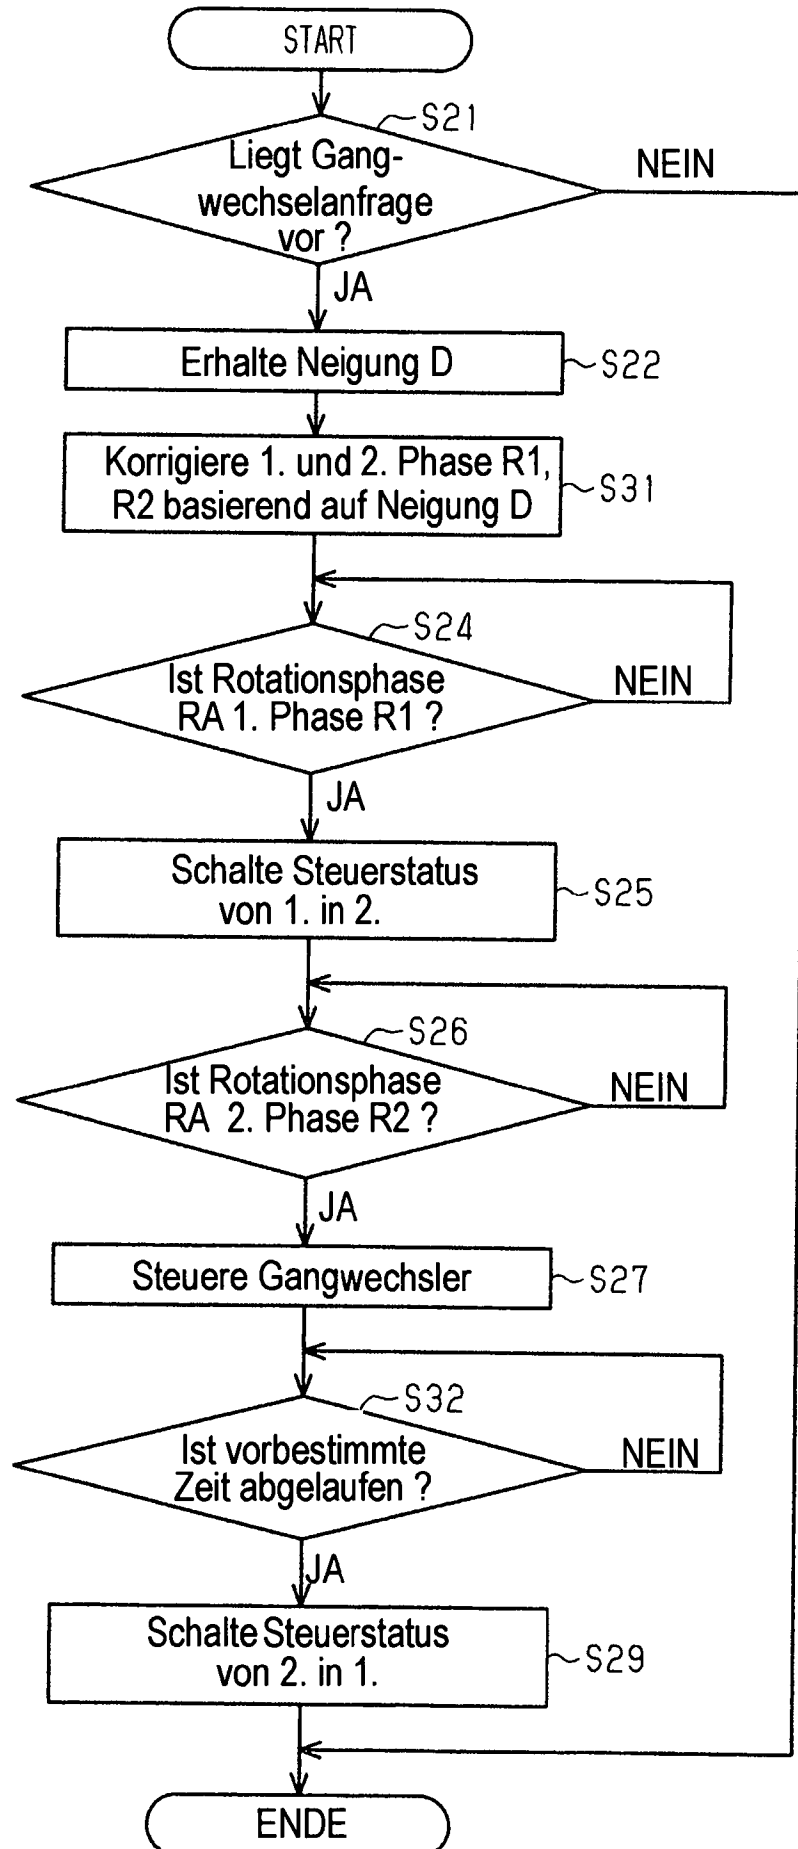 START
S21
Liegt Gang-
wechselanfrage
vor ?
NEIN
JA
Erhalte Neigung D
S22
Korrigiere 1. und 2. Phase R1,
R2 basierend auf Neigung D
S31
S24
Ist Rotationsphase
RA 1. Phase R1 ?
NEIN
JA
Schalte Steuerstatus
von 1. in 2.
S25
S26
Ist Rotationsphase
RA 2. Phase R2 ?
NEIN
JA
Steuere Gangwechsler
S27
S32
Ist vorbestimmte
Zeit abgelaufen ?
NEIN
JA
Schalte Steuerstatus
von 2. in 1.
S29
ENDE